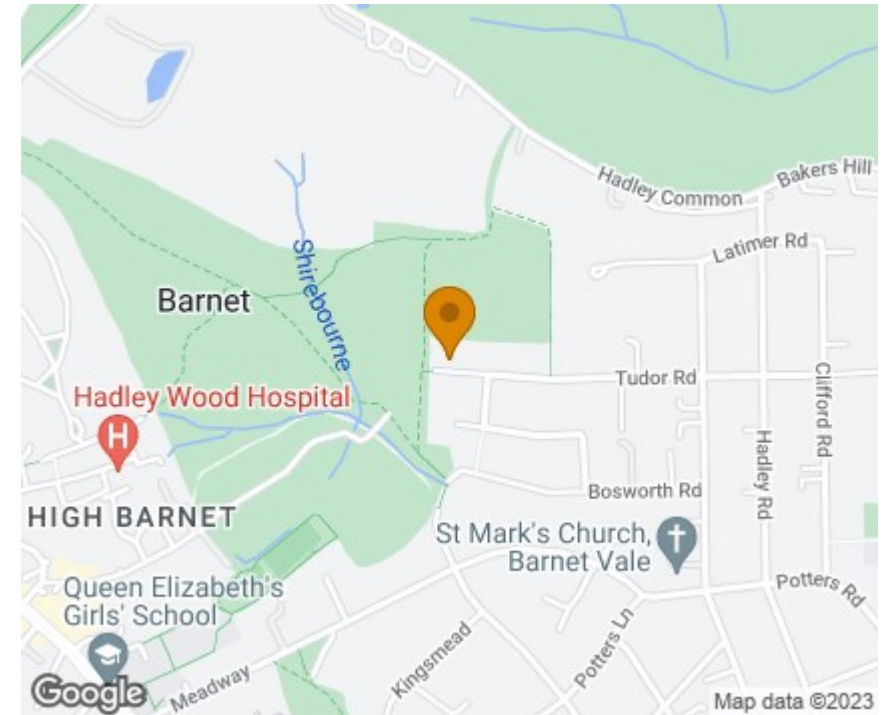 Hadley Common
Bakers Hill
Latimer Rd
Shirebourne
Barnet
Clifford Rd
Tudor Rd
Hadley Wood Hospital
H
Hadley Rd
Bosworth Rd
HIGH BARNET
St Mark's Church,
Barnet Vale
Queen Elizabeth's
Girls' School
Potters Rd
Potters Ln
Kingsmead
Meadway
Google
Map data ©2023